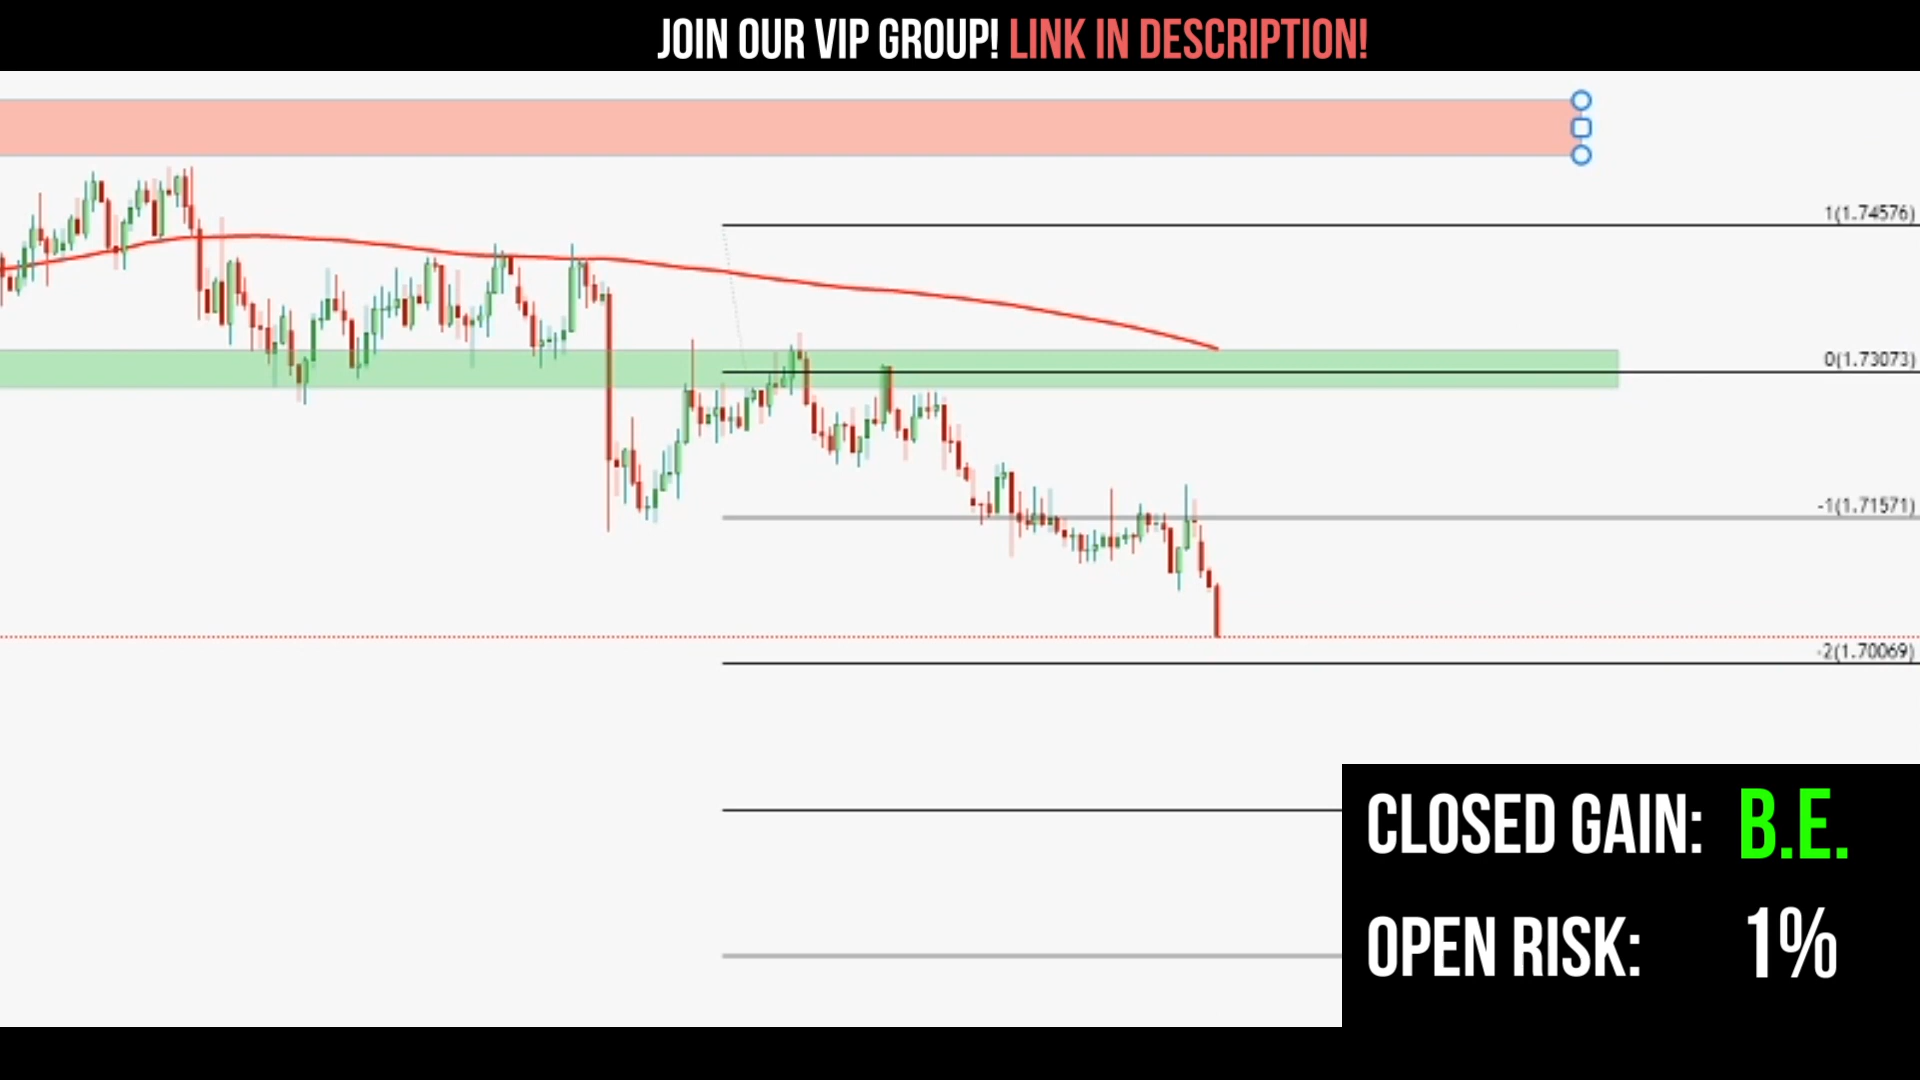 JOIN OUR VIP GROUP! LINK IN DESCRIPTION!
1(1.74576)
0(1.73073)
-1(1.71571)
-2(1.70069)
CLOSED GAIN: B.E.
OPEN RISK: 1%